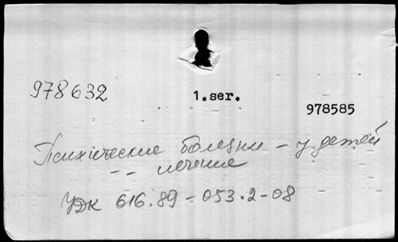 978632
1.ser.
978585
Психические болезни - у детей
-- лечение
УДК 616.89-053.2-08